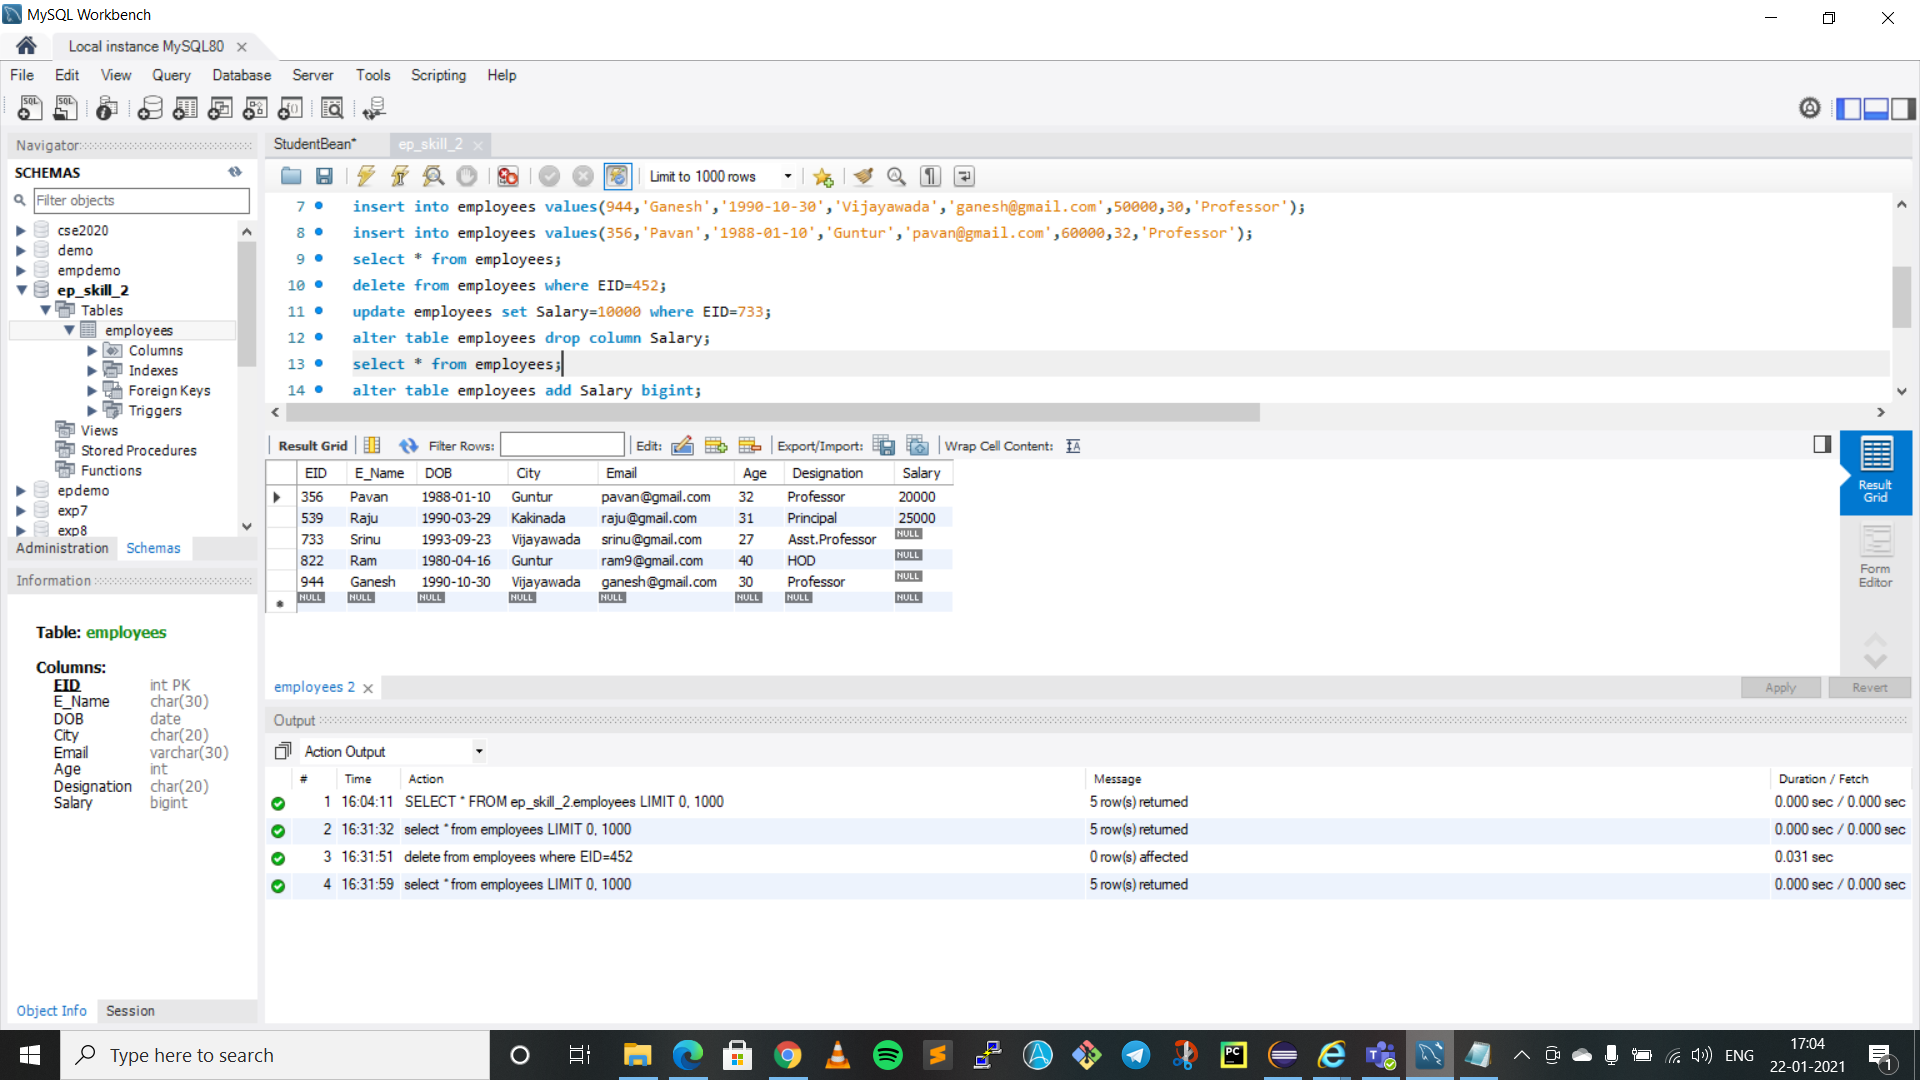 MySQL Workbench
Local instance MySQL80
File Edit View Query Database Server Tools Scripting Help
Navigator
SCHEMAS
Filter objects
cse2020
demo
empdemo
ep_skill_2
Tables
employees
Columns
Indexes
Foreign Keys
Triggers
Views
Stored Procedures
Functions
epdemo
exp7
exp8
Administration Schemas
Information
Table: employees
Columns:
EID int PK
E_Name char(30)
DOB date
City char(20)
Email varchar(30)
Age int
Designation char(20)
Salary bigint
Object Info Session
StudentBean* ep_skill_2
Limit to 1000 rows
7 insert into employees values(944,'Ganesh','1990-10-30','Vijayawada','ganesh@gmail.com',50000,30,'Professor');
8 insert into employees values(356,'Pavan','1988-01-10','Guntur','pavan@gmail.com',60000,32,'Professor');
9 select * from employees;
10 delete from employees where EID=452;
11 update employees set Salary=10000 where EID=733;
12 alter table employees drop column Salary;
13 select * from employees;
14 alter table employees add Salary bigint;
Result Grid Filter Rows: Edit: Export/Import: Wrap Cell Content:
EID E_Name DOB City Email Age Designation Salary
356 Pavan 1988-01-10 Guntur pavan@gmail.com 32 Professor 20000
539 Raju 1990-03-29 Kakinada raju@gmail.com 31 Principal 25000
733 Srinu 1993-09-23 Vijayawada srinu@gmail.com 27 Asst.Professor NULL
822 Ram 1980-04-16 Guntur ram9@gmail.com 40 HOD NULL
944 Ganesh 1990-10-30 Vijayawada ganesh@gmail.com 30 Professor NULL
NULL NULL NULL NULL NULL NULL NULL NULL
Result Grid
Form Editor
employees 2 Apply Revert
Output
Action Output
# Time Action Message Duration / Fetch
1 16:04:11 SELECT * FROM ep_skill_2.employees LIMIT 0, 1000 5 row(s) returned 0.000 sec / 0.000 sec
2 16:31:32 select * from employees LIMIT 0, 1000 5 row(s) returned 0.000 sec / 0.000 sec
3 16:31:51 delete from employees where EID=452 0 row(s) affected 0.031 sec
4 16:31:59 select * from employees LIMIT 0, 1000 5 row(s) returned 0.000 sec / 0.000 sec
Type here to search
ENG
17:04
22-01-2021
1